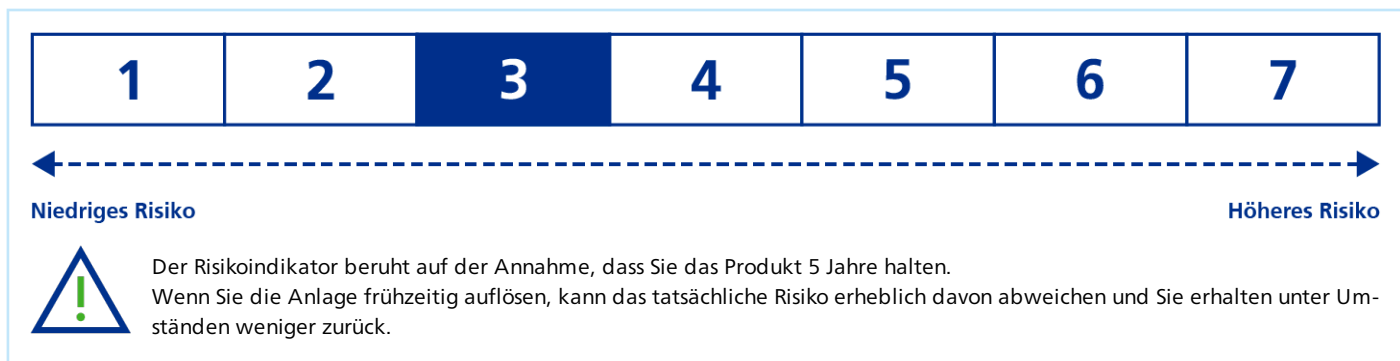 1 2 3 4 5 6 7
Niedriges Risiko Höheres Risiko
Der Risikoindikator beruht auf der Annahme, dass Sie das Produkt 5 Jahre halten.
Wenn Sie die Anlage frühzeitig auflösen, kann das tatsächliche Risiko erheblich davon abweichen und Sie erhalten unter Um-
ständen weniger zurück.